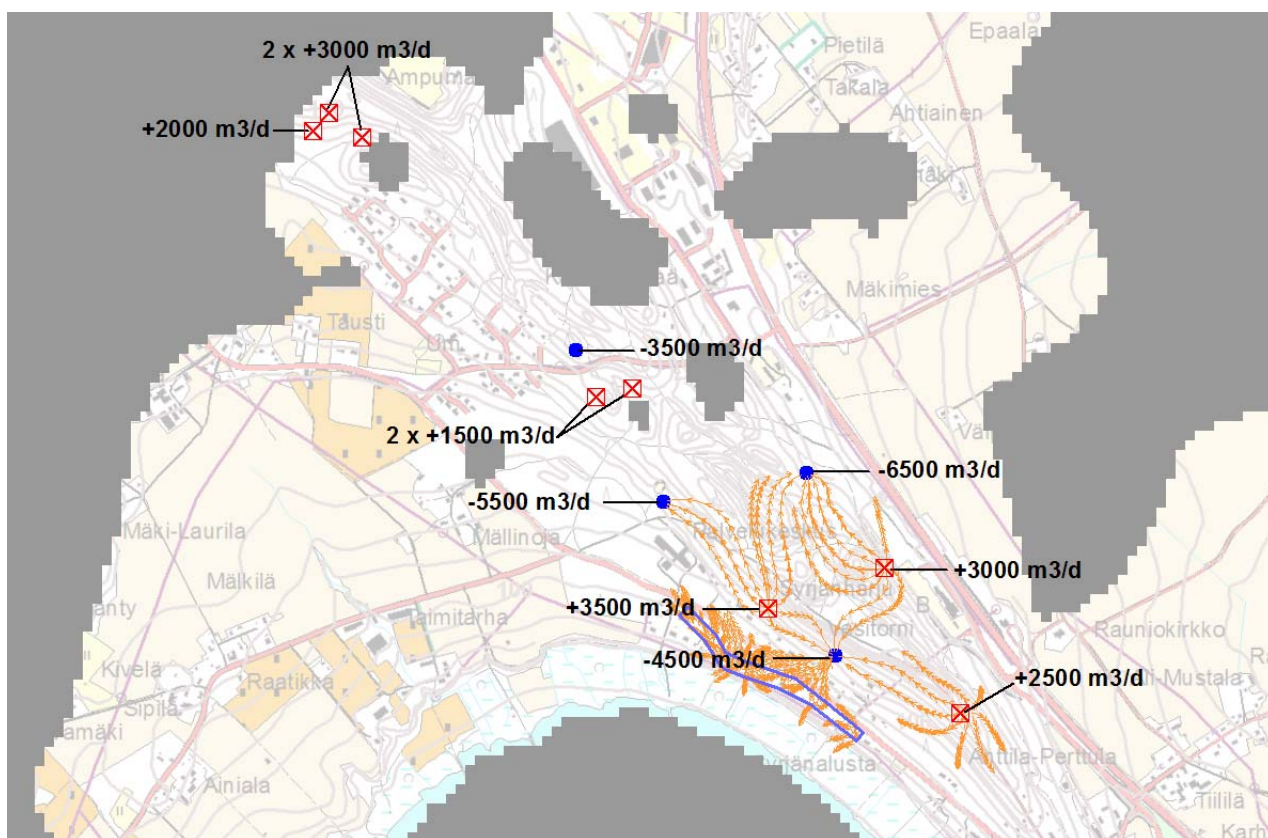 Epaala
2 x +3000 m3/d
Pietilä
Takala
Ampuma
Ahtiainen
+2000 m3/d
Mäkimies
Tausti
-3500 m3/d
2 x +1500 m3/d
-6500 m3/d
-5500 m3/d
Mäki-Laurila
Mällinoja
Mälkilä
+3000 m3/d
+3500 m3/d
B
Rauniokirkko
Kivelä
-4500 m3/d
+2500 m3/d
Raatikka
Sipilä
Anttila-Perttula
Ainiala
Tiililä